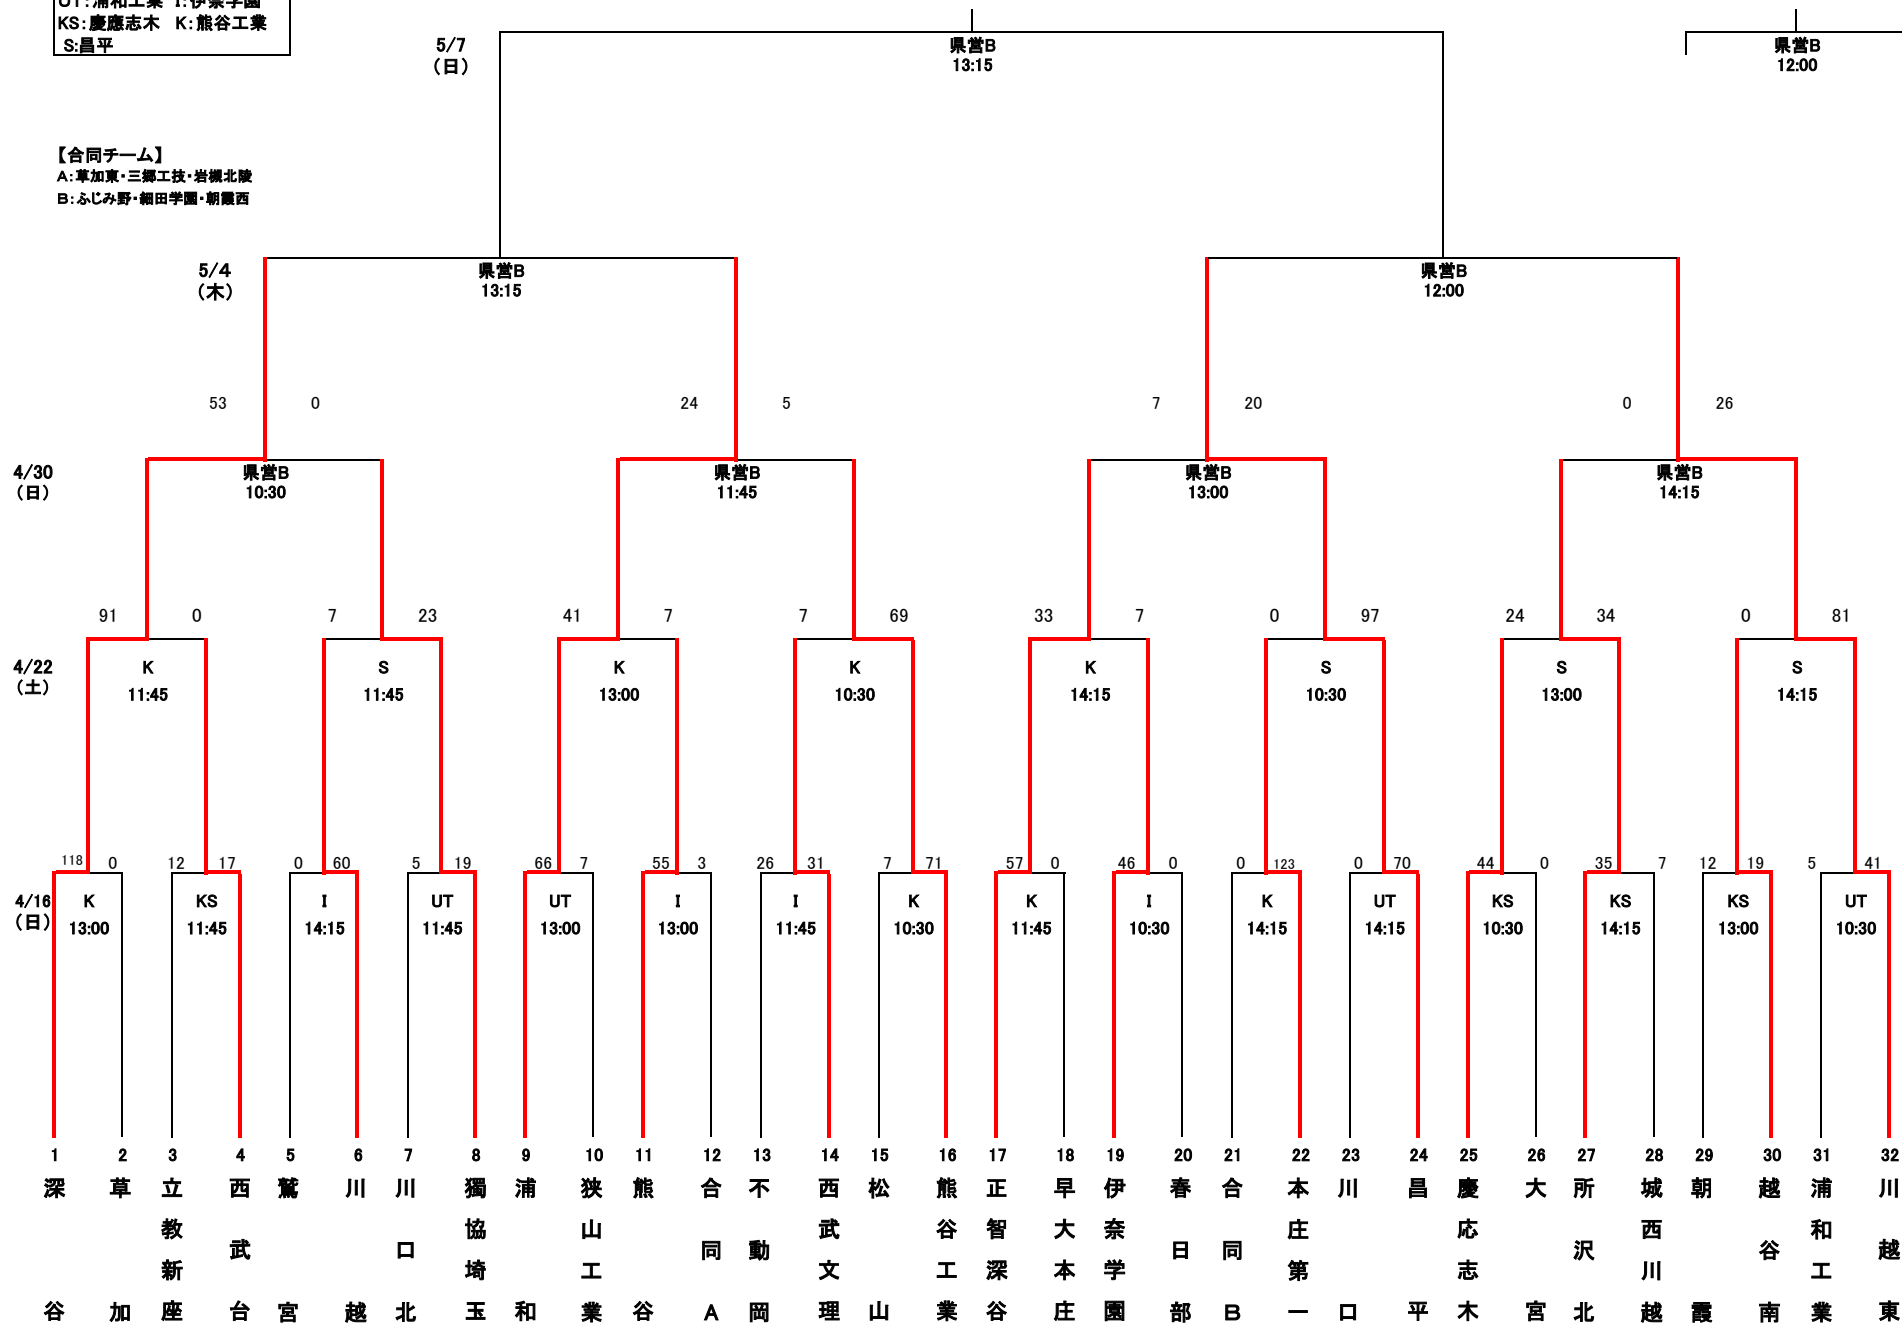 UT：浦和工業　I：伊奈学園
KS：慶應志木　K：熊谷工業
S:昌平
5/7
（日）
県営B
13:15
県営B
12:00
【合同チーム】
A：草加東・三郷工技・岩槻北陵
B：ふじみ野・細田学園・朝霞西
5/4
（木）
県営B
13:15
県営B
12:00
53 0 24 5 7 20 0 26
4/30
（日）
県営B 県営B 県営B 県営B
10:30 11:45 13:00 14:15
91 0 7 23 41 7 7 69 33 7 0 97 24 34 0 81
4/22
（土）
K S K K K S S S
11:45 11:45 13:00 10:30 14:15 10:30 13:00 14:15
118 0 12 17 0 60 5 19 66 7 55 3 26 31 7 71 57 0 46 0 0 123 0 70 44 0 35 7 12 19 5 41
4/16
（日）
K KS I UT UT I I K K I K UT KS KS KS UT
13:00 11:45 14:15 11:45 13:00 13:00 11:45 10:30 11:45 10:30 14:15 14:15 10:30 14:15 13:00 10:30
1 2 3 4 5 6 7 8 9 10 11 12 13 14 15 16 17 18 19 20 21 22 23 24 25 26 27 28 29 30 31 32
深谷
草加
立教新座
西武台
鷲宮
川越
川口北
獨協埼玉
浦和
狭山工業
熊谷
合同A
不動岡
西武文理
松山
熊谷工業
正智深谷
早大本庄
伊奈学園
春日部
合同B
本庄第一
川口
昌平
慶応志木
大宮
所沢北
城西川越
朝霞
越谷南
浦和工業
川越東